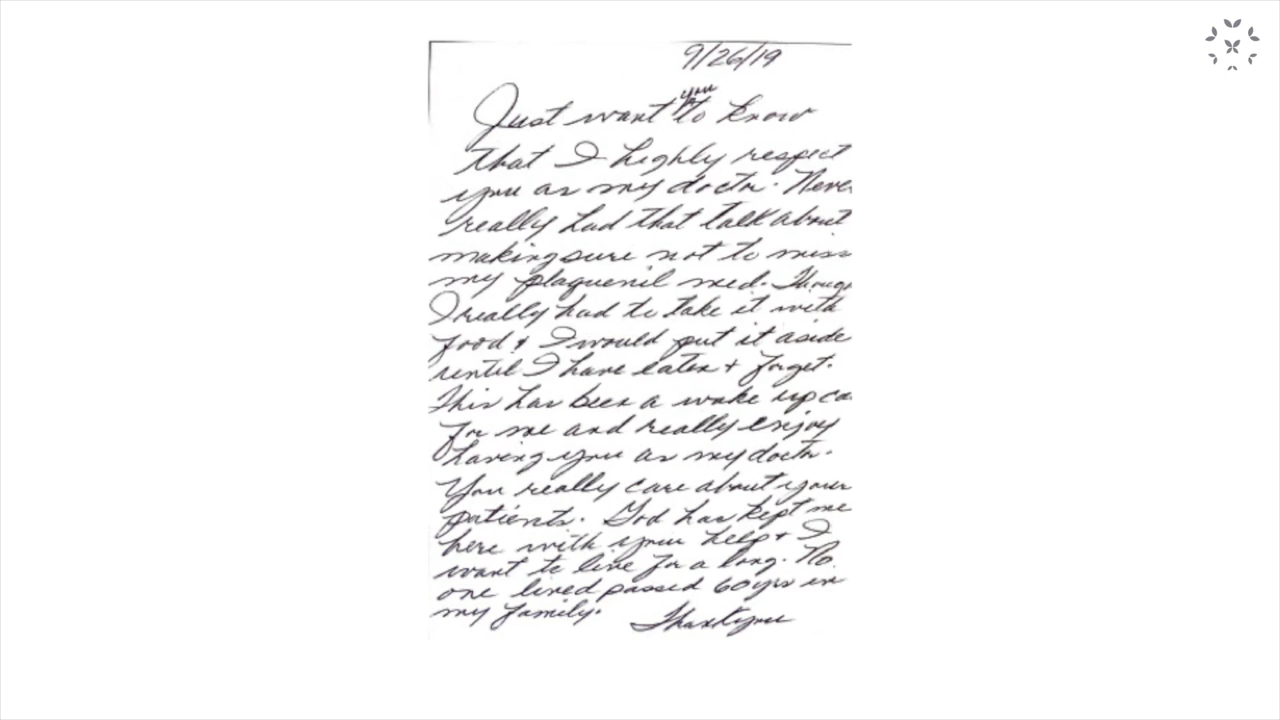 9/26/19
you
Just want to know
that I highly respect
you as my doctor. Neve
really had that talk about
making sure not to miss
my plaquenil med. Thoug
I really had to take it with
food & I would put it aside
until I have eaten + forget.
This has been a wake up ca
for me and really enjoy
having you as my doctor.
You really care about your
patients. God has kept me
here with your help + I
want to live for a long. No
one lived passed 60 yrs in
my family. Thank you